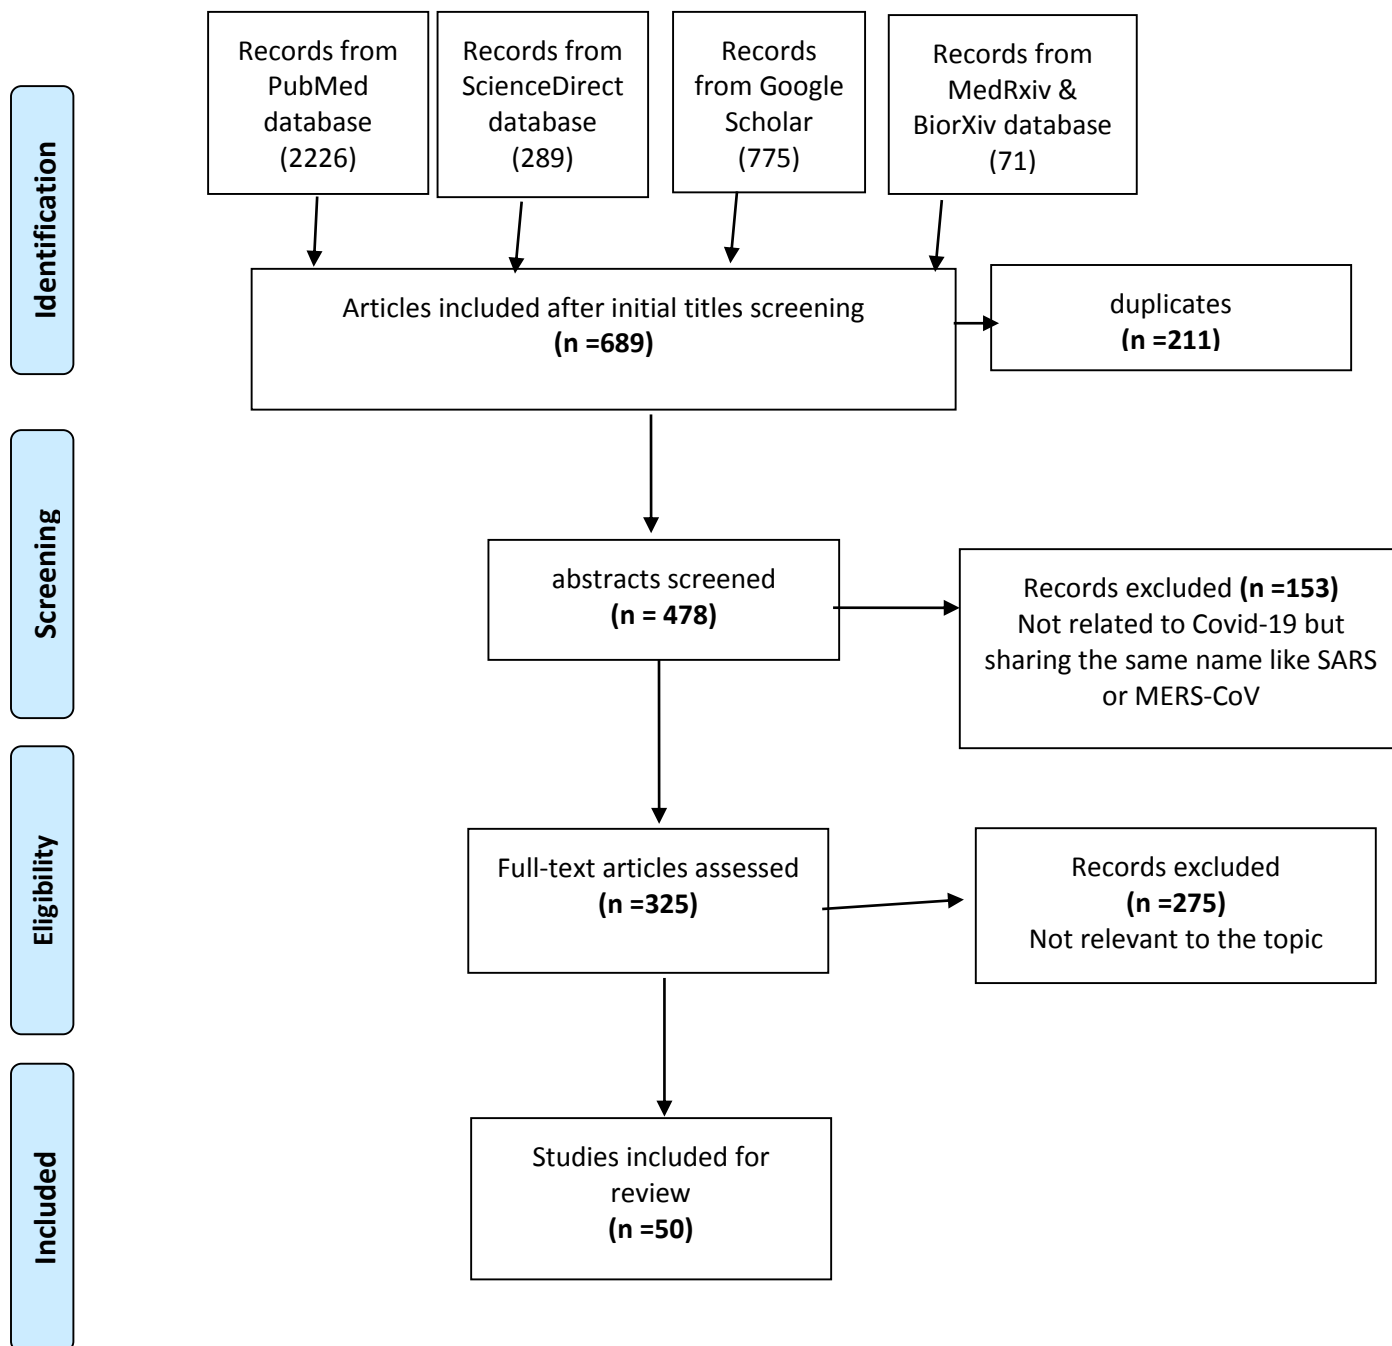 Records from
PubMed
database
(2226)
Records from
ScienceDirect
database
(289)
Records
from Google
Scholar
(775)
Records from
MedRxiv &
BiorXiv database
(71)
Identification
Articles included after initial titles screening
(n =689)
duplicates
(n =211)
Screening
abstracts screened
(n = 478)
Records excluded (n =153)
Not related to Covid-19 but
sharing the same name like SARS
or MERS-CoV
Eligibility
Full-text articles assessed
(n =325)
Records excluded
(n =275)
Not relevant to the topic
Included
Studies included for
review
(n =50)